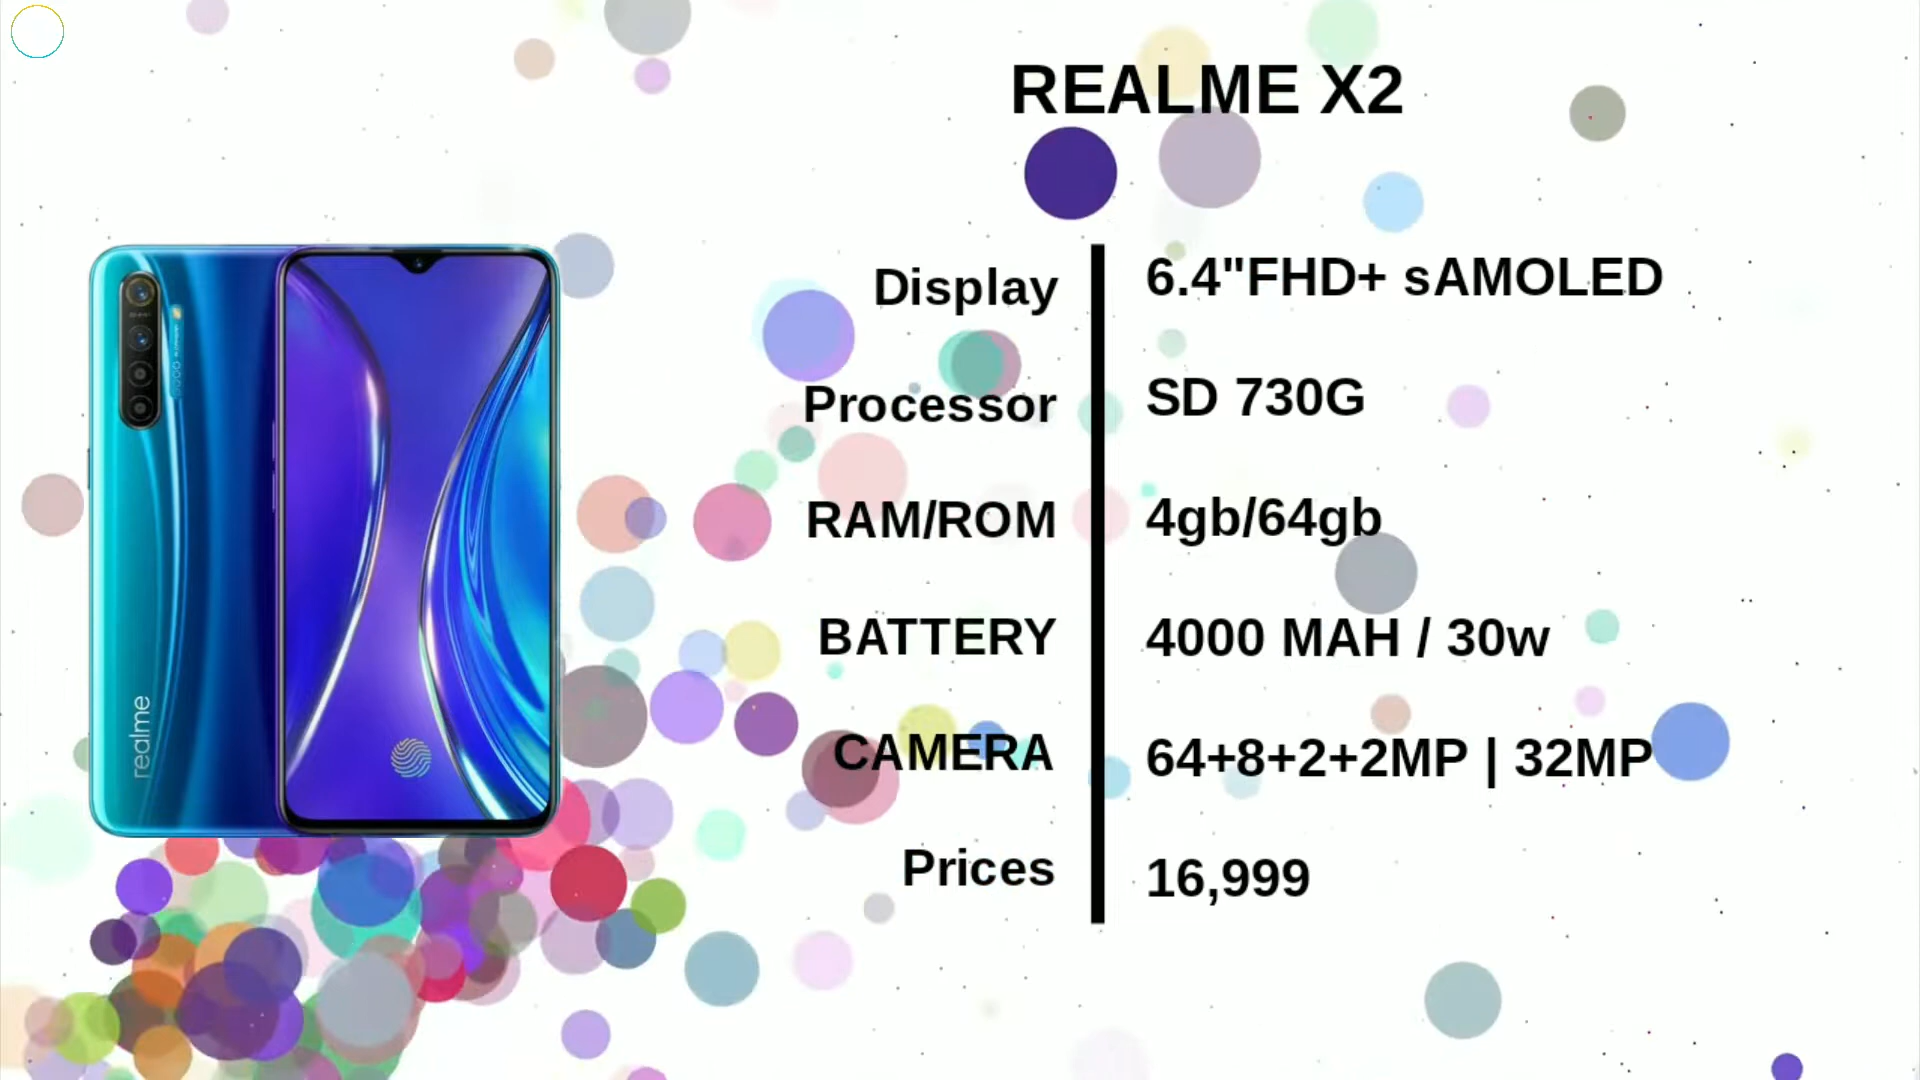 REALME X2
Display 6.4"FHD+ sAMOLED
Processor SD 730G
RAM/ROM 4gb/64gb
BATTERY 4000 MAH / 30w
CAMERA 64+8+2+2MP | 32MP
Prices 16,999
realme